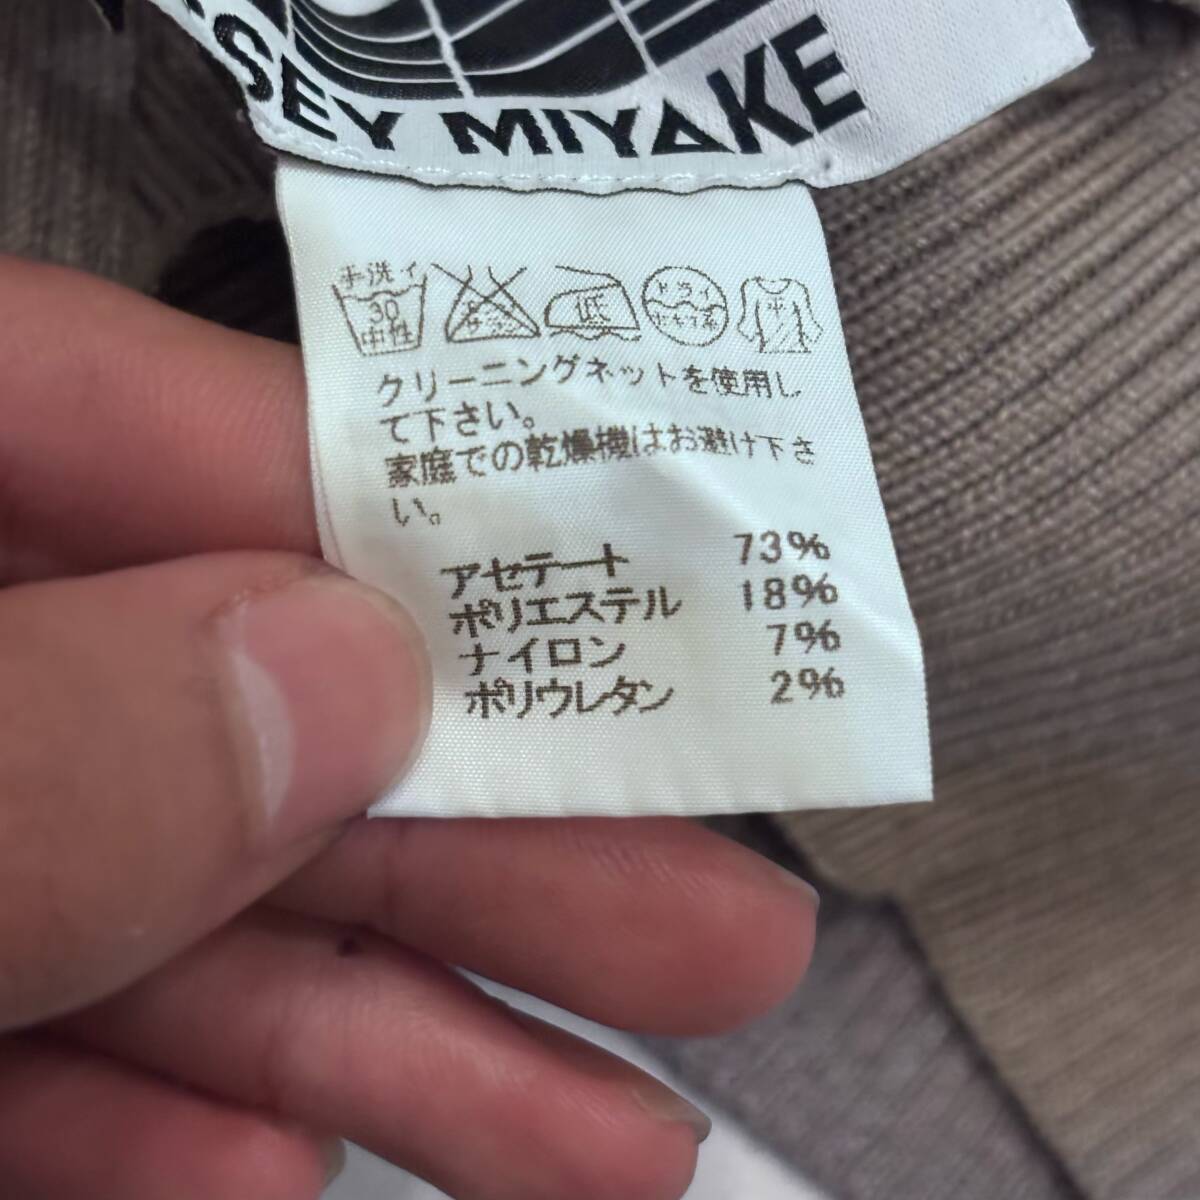 SSEY MIYAKE
手洗イ
30
中性
低
ドライ
平
クリーニングネットを使用し
て下さい。
家庭での乾燥機はお避け下さ
い。
アセテート 73%
ポリエステル 18%
ナイロン 7%
ポリウレタン 2%